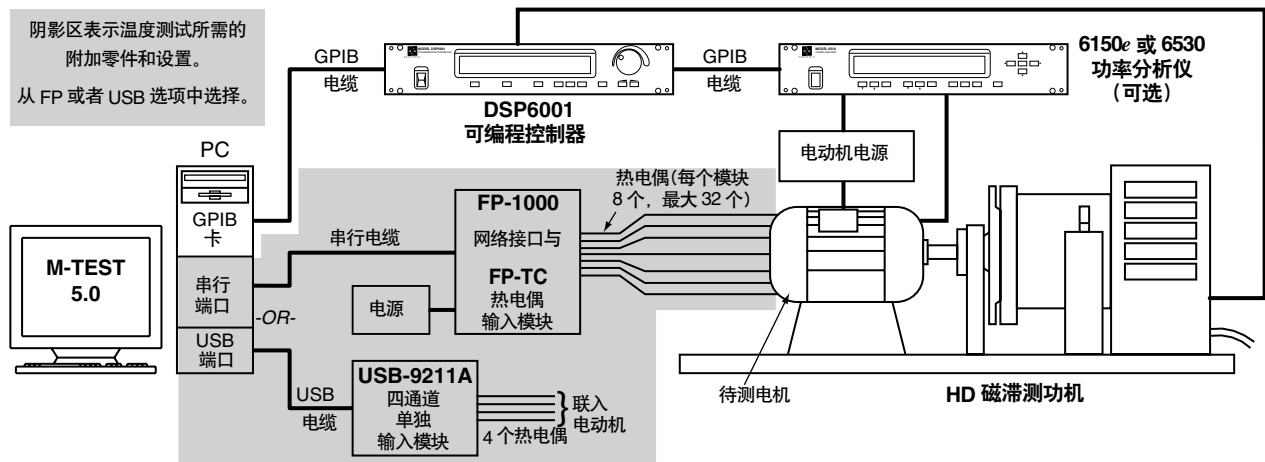 阴影区表示温度测试所需的
附加零件和设置。
从 FP 或者 USB 选项中选择。
GPIB
电缆
MODEL DSP6001
DSP6001
可编程控制器
GPIB
电缆
MODEL 6510
6150e 或 6530
功率分析仪
（可选）
电动机电源
PC
GPIB
卡
串行
端口
-OR-
USB
端口
M-TEST
5.0
串行电缆
电源
FP-1000
网络接口与
FP-TC
热电偶
输入模块
热电偶(每个模块
8 个，最大 32 个)
USB
电缆
USB-9211A
四通道
单独
输入模块
4 个热电偶
联入
电动机
待测电机
HD 磁滞测功机